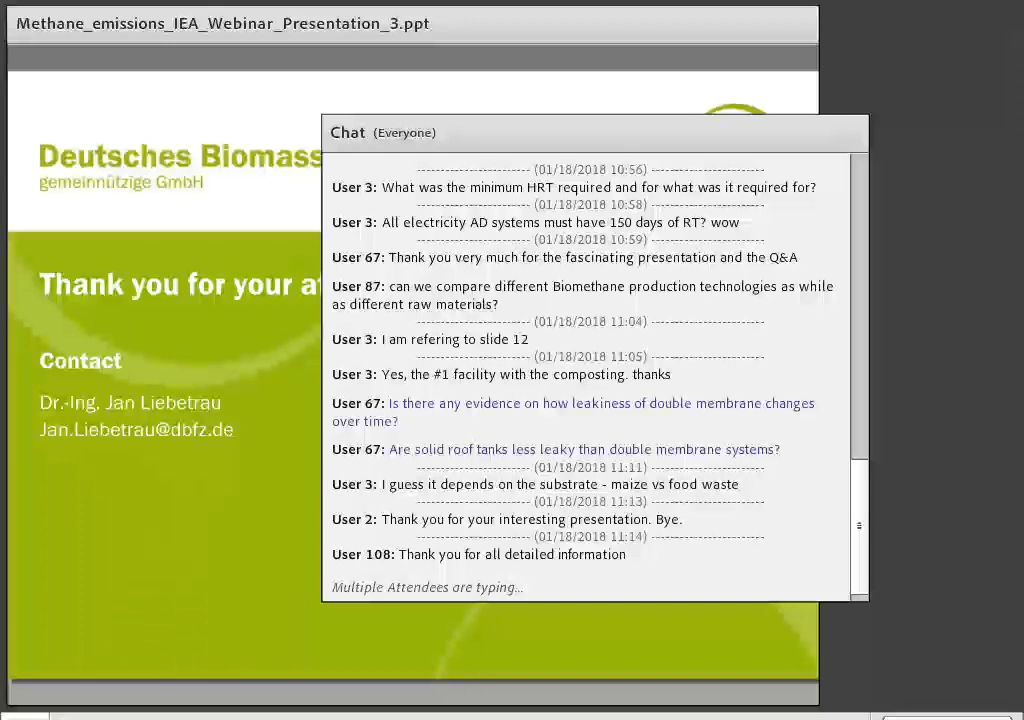 Methane_emissions_IEA_Webinar_Presentation_3.ppt
Deutsches Biomass
gemeinnützige GmbH
Thank you for your a
Contact
Dr.-Ing. Jan Liebetrau
Jan.Liebetrau@dbfz.de
Chat (Everyone)
------------------------ (01/18/2018 10:56) ------------------------
User 3: What was the minimum HRT required and for what was it required for?
------------------------ (01/18/2018 10:58) ------------------------
User 3: All electricity AD systems must have 150 days of RT? wow
------------------------ (01/18/2018 10:59) ------------------------
User 67: Thank you very much for the fascinating presentation and the Q&A
User 87: can we compare different Biomethane production technologies as while
as different raw materials?
------------------------ (01/18/2018 11:04) ------------------------
User 3: I am refering to slide 12
------------------------ (01/18/2018 11:05) ------------------------
User 3: Yes, the #1 facility with the composting. thanks
User 67: Is there any evidence on how leakiness of double membrane changes
over time?
User 67: Are solid roof tanks less leaky than double membrane systems?
------------------------ (01/18/2018 11:11) ------------------------
User 3: I guess it depends on the substrate - maize vs food waste
------------------------ (01/18/2018 11:13) ------------------------
User 2: Thank you for your interesting presentation. Bye.
------------------------ (01/18/2018 11:14) ------------------------
User 108: Thank you for all detailed information
Multiple Attendees are typing...